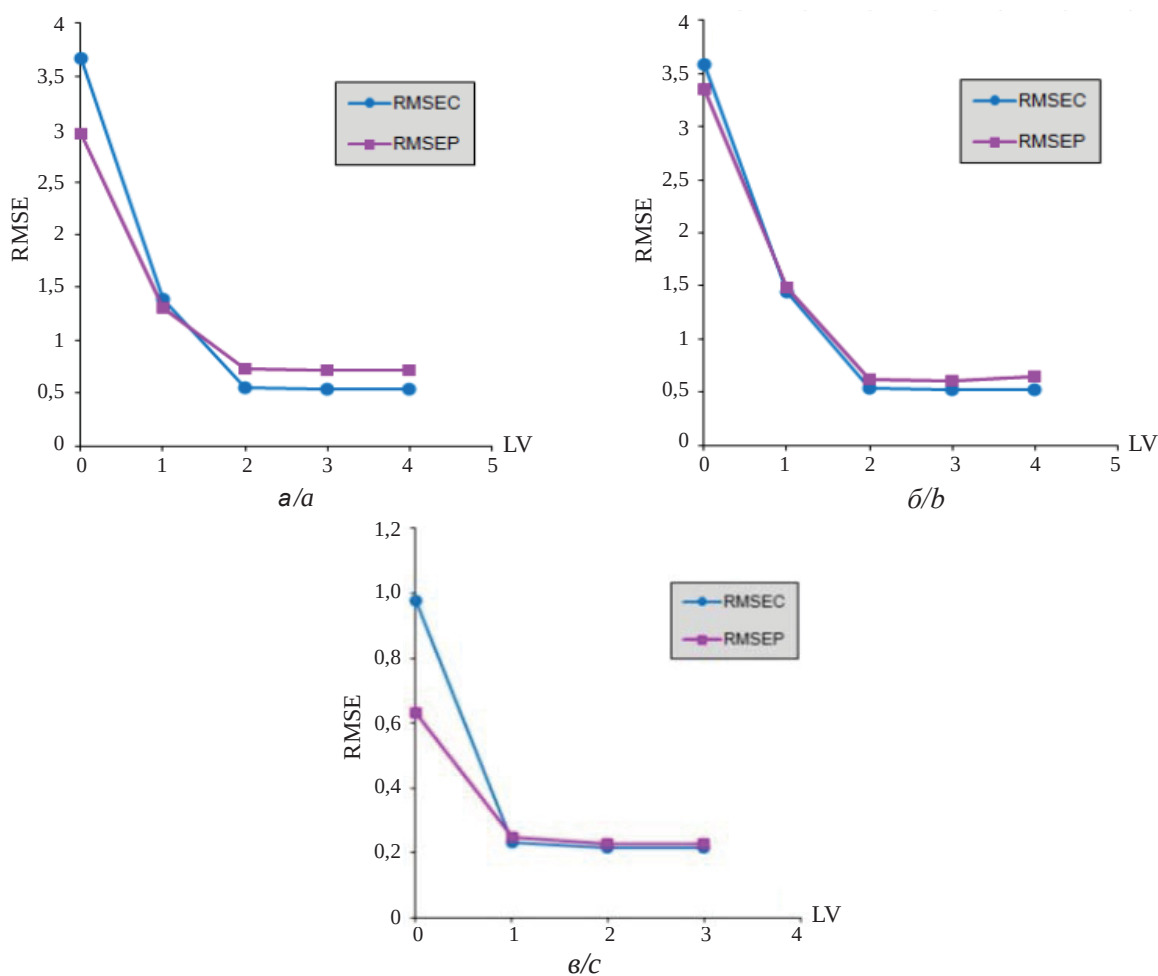 4
3,5
3
2,5
2
1,5
1
0,5
0
RMSE
RMSEC
RMSEP
0 1 2 3 4 5
LV
а/a
4
3,5
3
2,5
2
1,5
1
0,5
0
RMSE
RMSEC
RMSEP
0 1 2 3 4 5
LV
б/b
1,2
1,0
0,8
0,6
0,4
0,2
0
RMSE
RMSEC
RMSEP
0 1 2 3 4
LV
в/c